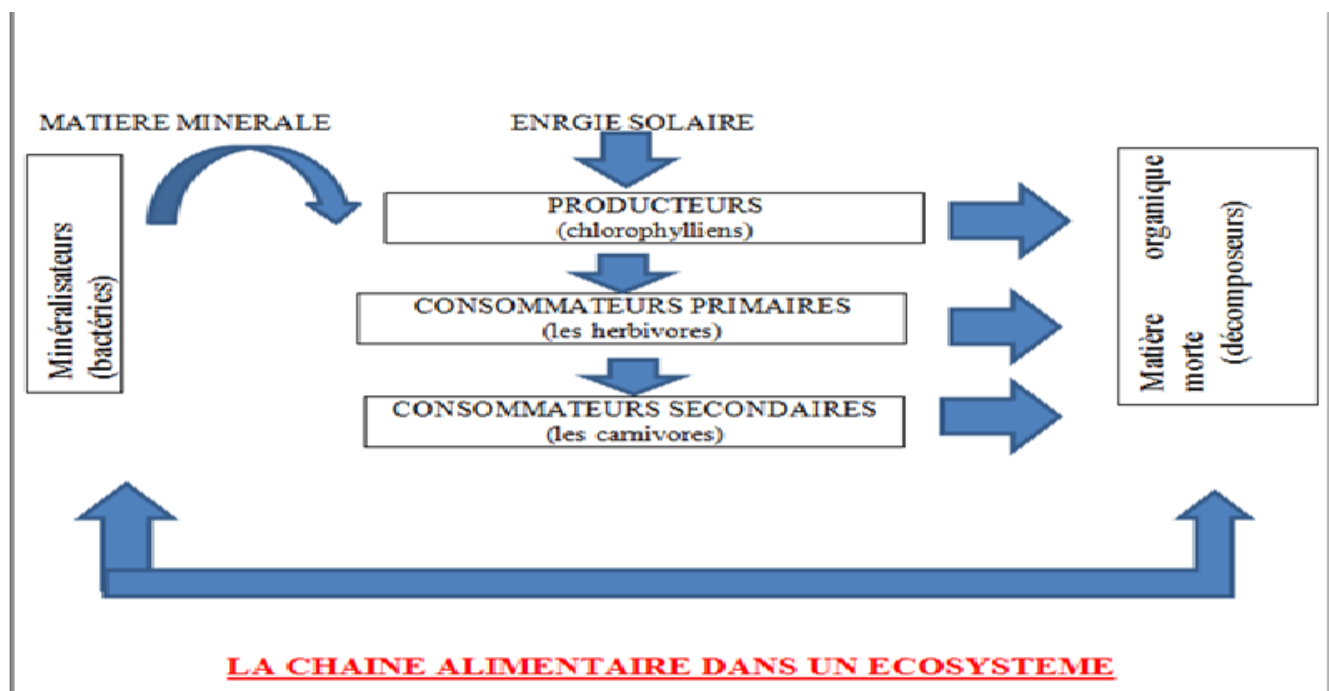 MATIERE MINERALE
ENRGIE SOLAIRE
Minéralisateurs
(bactéries)
PRODUCTEURS
(chlorophylliens)
CONSOMMATEURS PRIMAIRES
(les herbivores)
CONSOMMATEURS SECONDAIRES
(les carnivores)
Matière organique
morte
(décomposeurs)
LA CHAINE ALIMENTAIRE DANS UN ECOSYSTEME